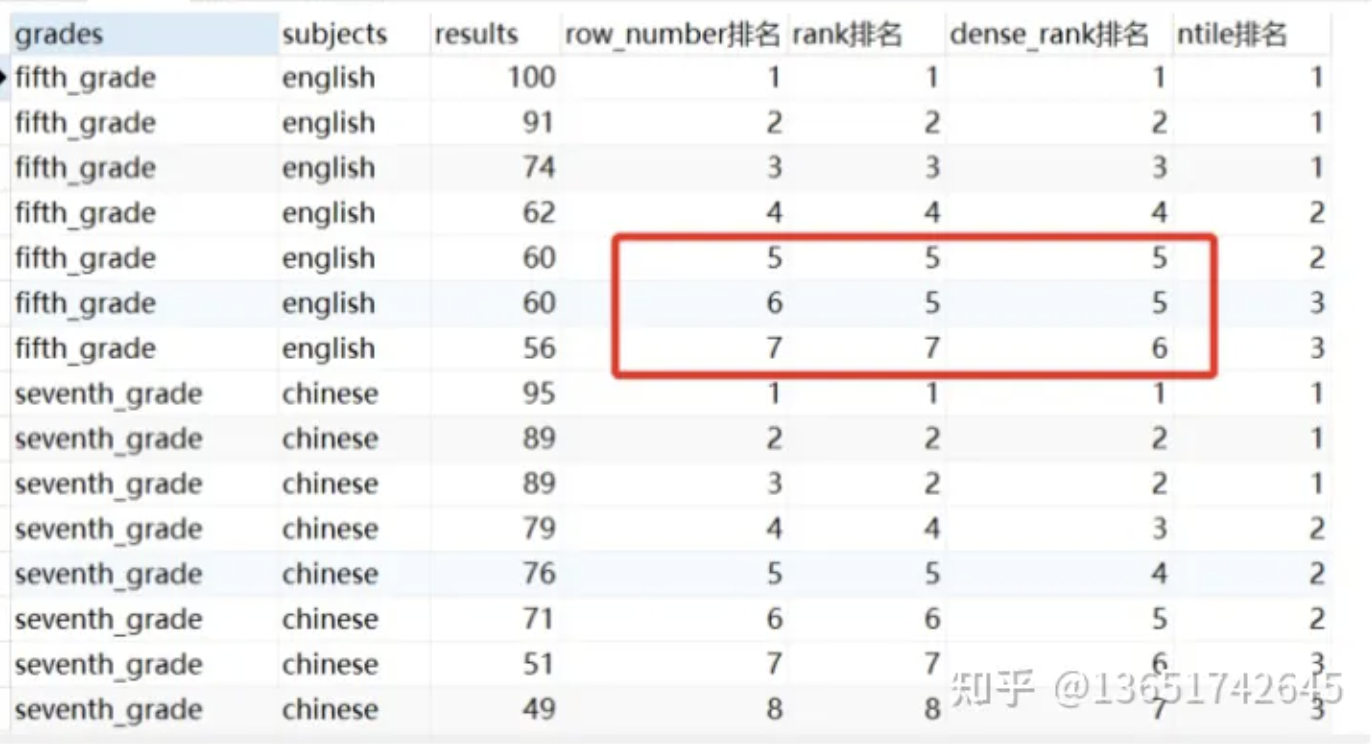 grades subjects results row_number排名 rank排名 dense_rank排名 ntile排名
fifth_grade english 100 1 1 1 1
fifth_grade english 91 2 2 2 1
fifth_grade english 74 3 3 3 1
fifth_grade english 62 4 4 4 2
fifth_grade english 60 5 5 5 2
fifth_grade english 60 6 5 5 3
fifth_grade english 56 7 7 6 3
seventh_grade chinese 95 1 1 1 1
seventh_grade chinese 89 2 2 2 1
seventh_grade chinese 89 3 2 2 1
seventh_grade chinese 79 4 4 3 2
seventh_grade chinese 76 5 5 4 2
seventh_grade chinese 71 6 6 5 2
seventh_grade chinese 51 7 7 6 3
seventh_grade chinese 49 8 8 7 3
知乎 @13651742645